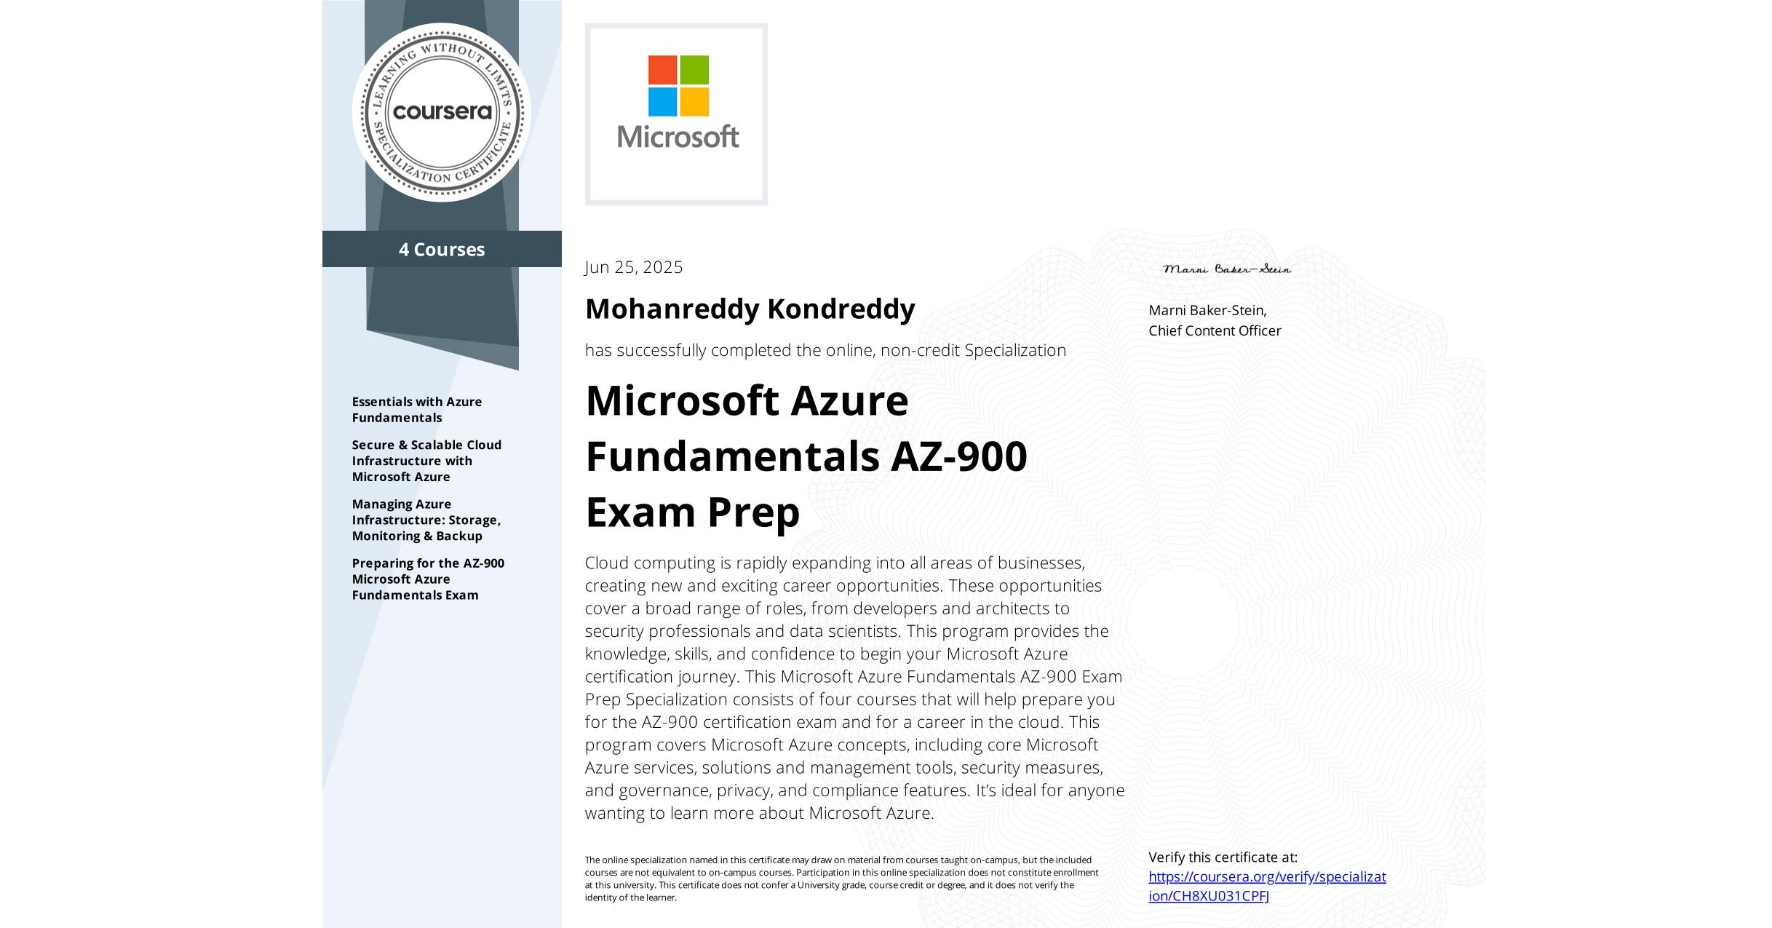 LEARNING WITHOUT LIMITS
coursera
SPECIALIZATION CERTIFICATE
4 Courses
Essentials with Azure
Fundamentals
Secure & Scalable Cloud
Infrastructure with
Microsoft Azure
Managing Azure
Infrastructure: Storage,
Monitoring & Backup
Preparing for the AZ-900
Microsoft Azure
Fundamentals Exam
Microsoft
Jun 25, 2025
Mohanreddy Kondreddy
has successfully completed the online, non-credit Specialization
Microsoft Azure
Fundamentals AZ-900
Exam Prep
Cloud computing is rapidly expanding into all areas of businesses,
creating new and exciting career opportunities. These opportunities
cover a broad range of roles, from developers and architects to
security professionals and data scientists. This program provides the
knowledge, skills, and confidence to begin your Microsoft Azure
certification journey. This Microsoft Azure Fundamentals AZ-900 Exam
Prep Specialization consists of four courses that will help prepare you
for the AZ-900 certification exam and for a career in the cloud. This
program covers Microsoft Azure concepts, including core Microsoft
Azure services, solutions and management tools, security measures,
and governance, privacy, and compliance features. It's ideal for anyone
wanting to learn more about Microsoft Azure.
The online specialization named in this certificate may draw on material from courses taught on-campus, but the included
courses are not equivalent to on-campus courses. Participation in this online specialization does not constitute enrollment
at this university. This certificate does not confer a University grade, course credit or degree, and it does not verify the
identity of the learner.
Marni Baker-Stein
Marni Baker-Stein,
Chief Content Officer
Verify this certificate at:
https://coursera.org/verify/specializat
ion/CH8XU031CPFJ